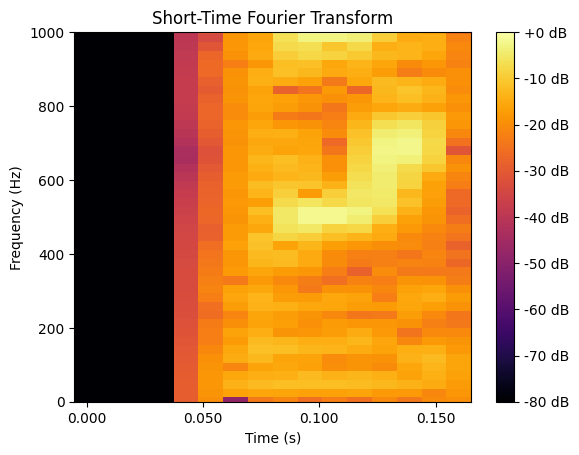 Short-Time Fourier Transform
1000
800
600
400
200
0
Frequency (Hz)
0.000
0.050
0.100
0.150
Time (s)
+0 dB
-10 dB
-20 dB
-30 dB
-40 dB
-50 dB
-60 dB
-70 dB
-80 dB